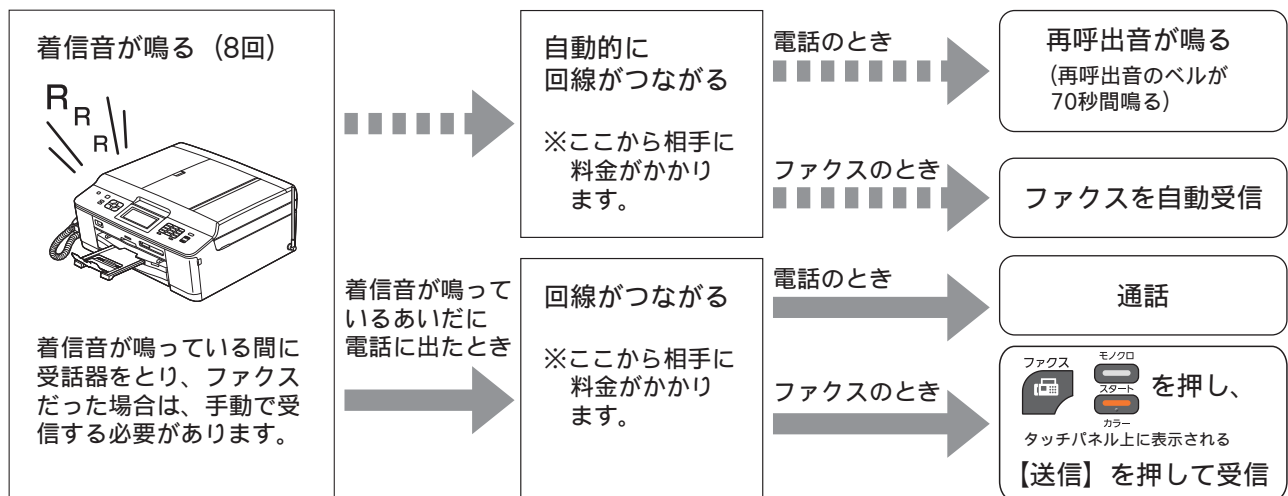 着信音が鳴る（8回）
R
R
R
着信音が鳴っている間に
受話器をとり、ファクス
だった場合は、手動で受
信する必要があります。
自動的に
回線がつながる
※ここから相手に
料金がかかり
ます。
電話のとき
再呼出音が鳴る
（再呼出音のベルが
70秒間鳴る）
ファクスのとき
ファクスを自動受信
着信音が鳴って
いるあいだに
電話に出たとき
回線がつながる
※ここから相手に
料金がかかり
ます。
電話のとき
通話
ファクスのとき
ファクス
モノクロ
スタート
カラー
を押し、
タッチパネル上に表示される
【送信】を押して受信